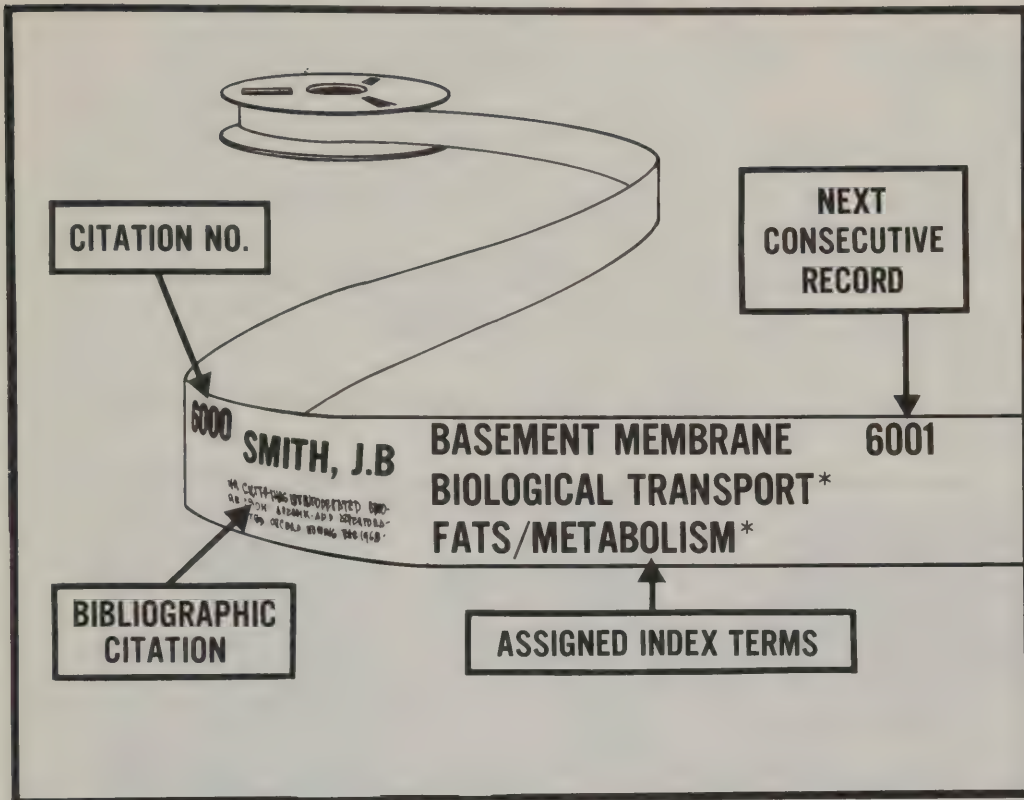 NEXT
CONSECUTIVE
RECORD
CITATION NO.
6000 SMITH, J.B
BASEMENT MEMBRANE 6001
BIOLOGICAL TRANSPORT*
FATS/METABOLISM*
BIBLIOGRAPHIC
CITATION
ASSIGNED INDEX TERMS